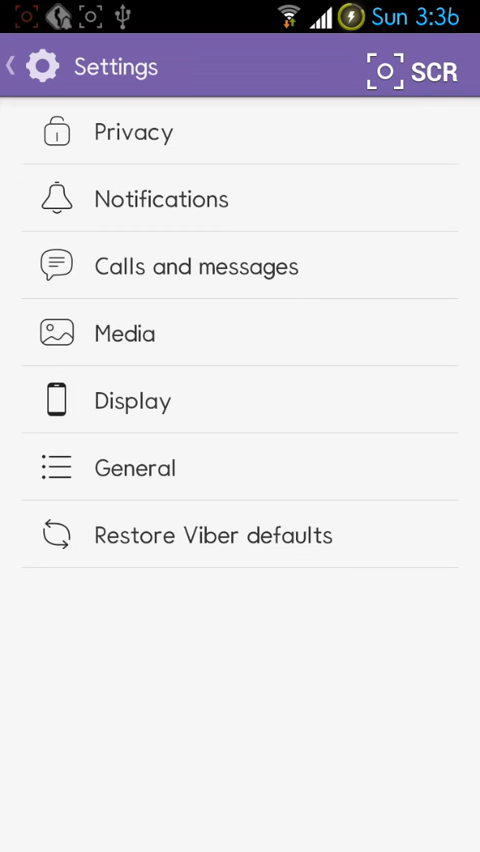 Sun 3:36
Settings
SCR
Privacy
Notifications
Calls and messages
Media
Display
General
Restore Viber defaults